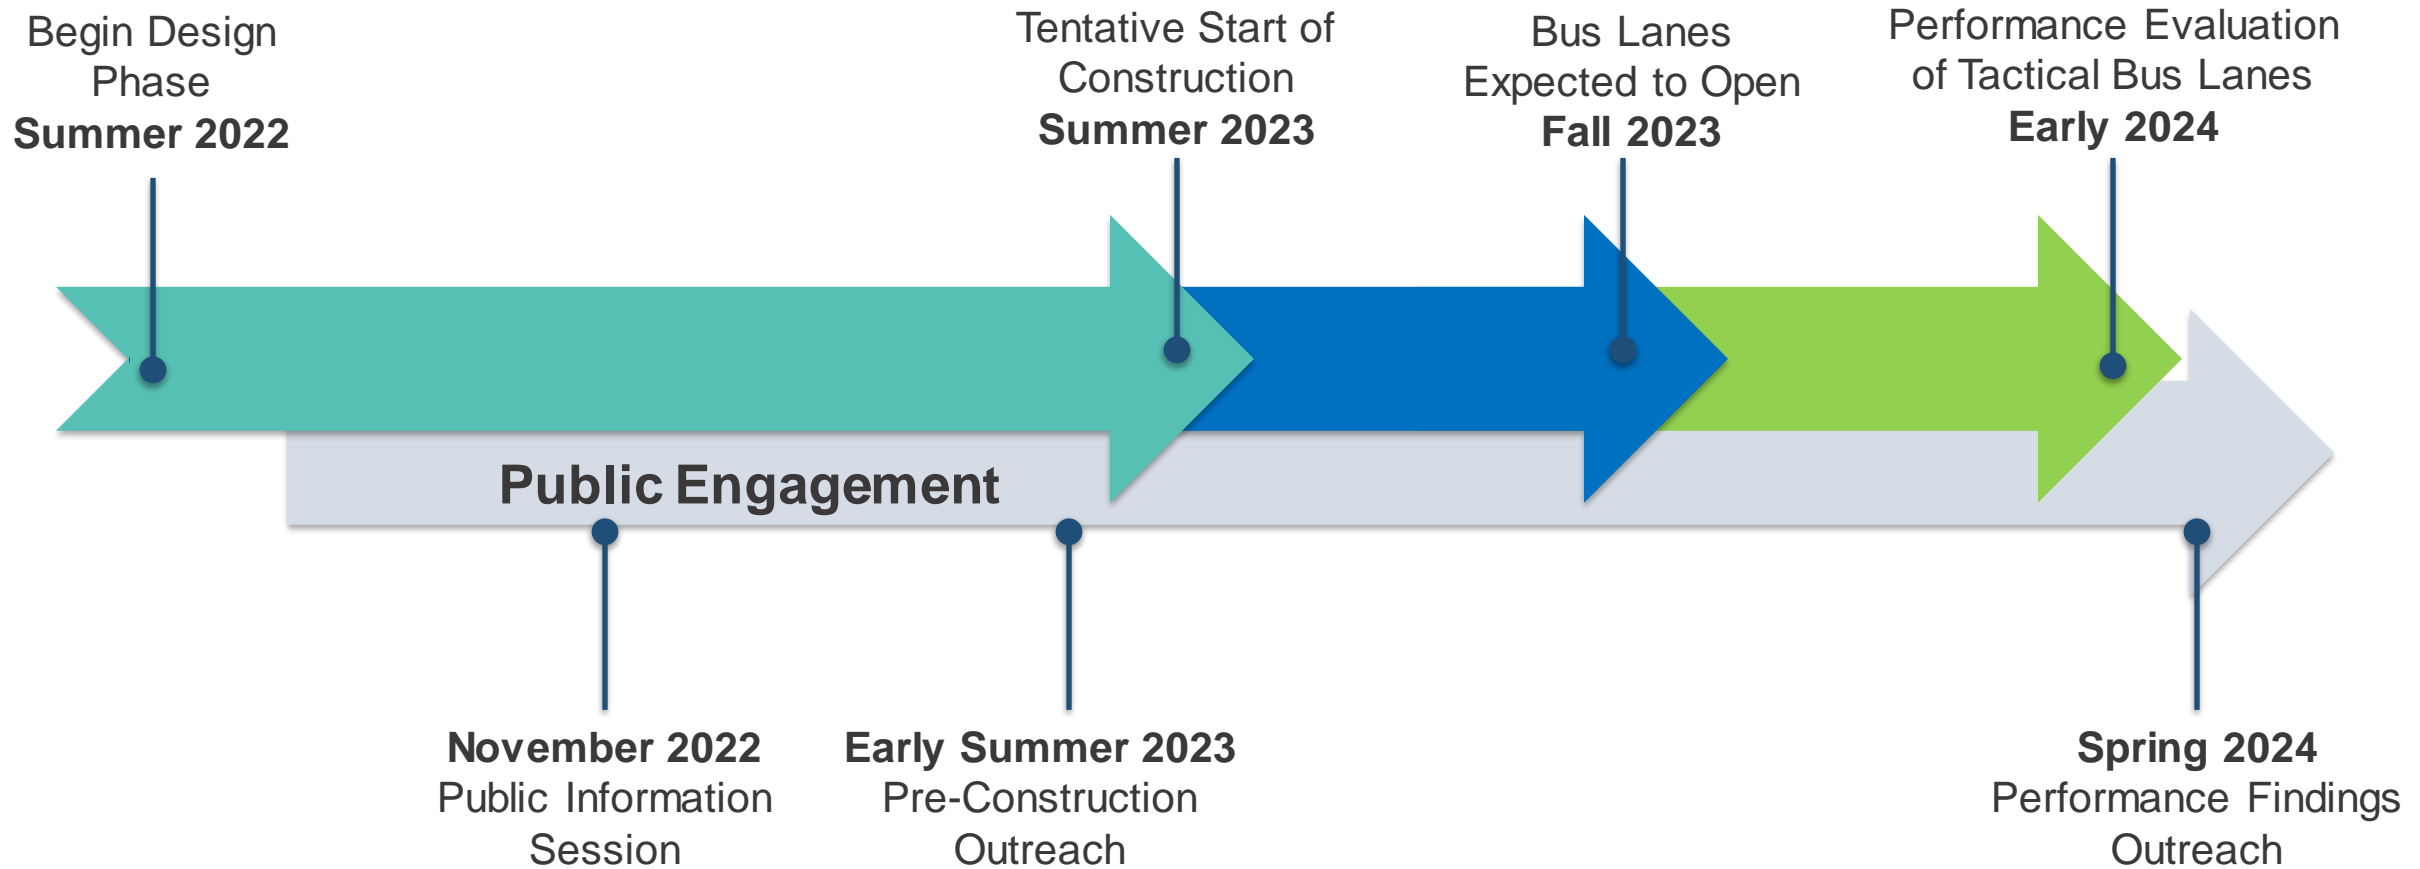 Begin Design
Phase
Summer 2022
Tentative Start of
Construction
Summer 2023
Bus Lanes
Expected to Open
Fall 2023
Performance Evaluation
of Tactical Bus Lanes
Early 2024
Public Engagement
November 2022
Public Information
Session
Early Summer 2023
Pre-Construction
Outreach
Spring 2024
Performance Findings
Outreach